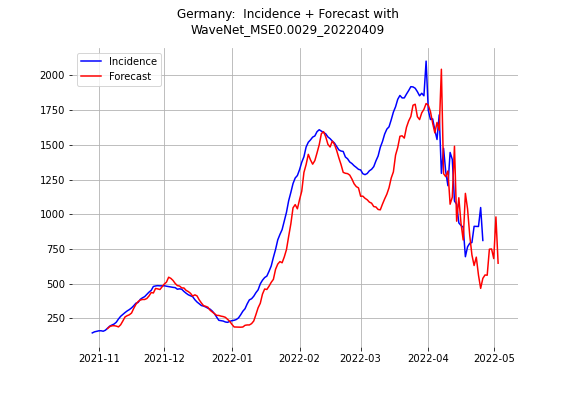 Germany:  Incidence + Forecast with
WaveNet_MSE0.0029_20220409
Incidence
Forecast
2000
1750
1500
1250
1000
750
500
250
2021-11 2021-12 2022-01 2022-02 2022-03 2022-04 2022-05